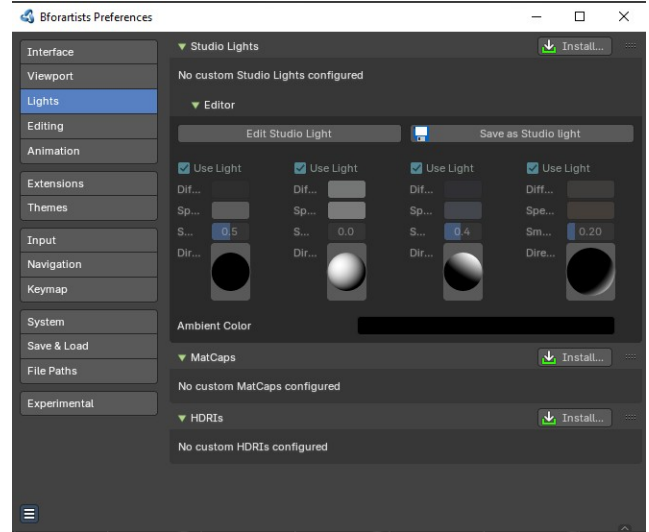 Bforartists Preferences
Interface
Viewport
Lights
Editing
Animation
Extensions
Themes
Input
Navigation
Keymap
System
Save & Load
File Paths
Experimental
Studio Lights Install...
No custom Studio Lights configured
Editor
Edit Studio Light Save as Studio light
Use Light Use Light Use Light Use Light
Dif... Dif... Dif... Diff...
Sp... Sp... Sp... Spe...
S... 0.5 S... 0.0 S... 0.4 Sm... 0.20
Dir... Dir... Dir... Dire...
Ambient Color
MatCaps Install...
No custom MatCaps configured
HDRIs Install...
No custom HDRIs configured